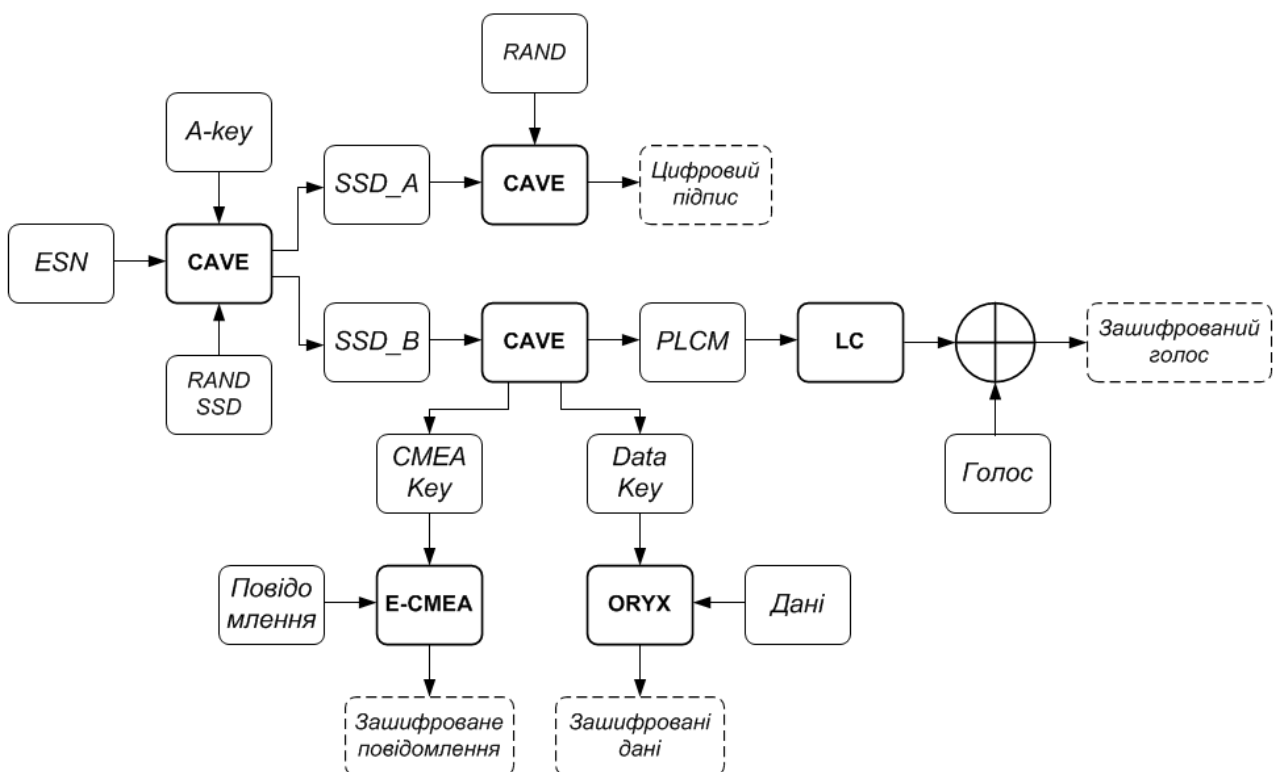 RAND
A-key
SSD_A
CAVE
Цифровий
підпис
ESN
CAVE
SSD_B
CAVE
PLCM
LC
Зашифрований
голос
RAND
SSD
CMEA
Key
Data
Key
Голос
Повідо
млення
E-CMEA
ORYX
Дані
Зашифроване
повідомлення
Зашифровані
дані